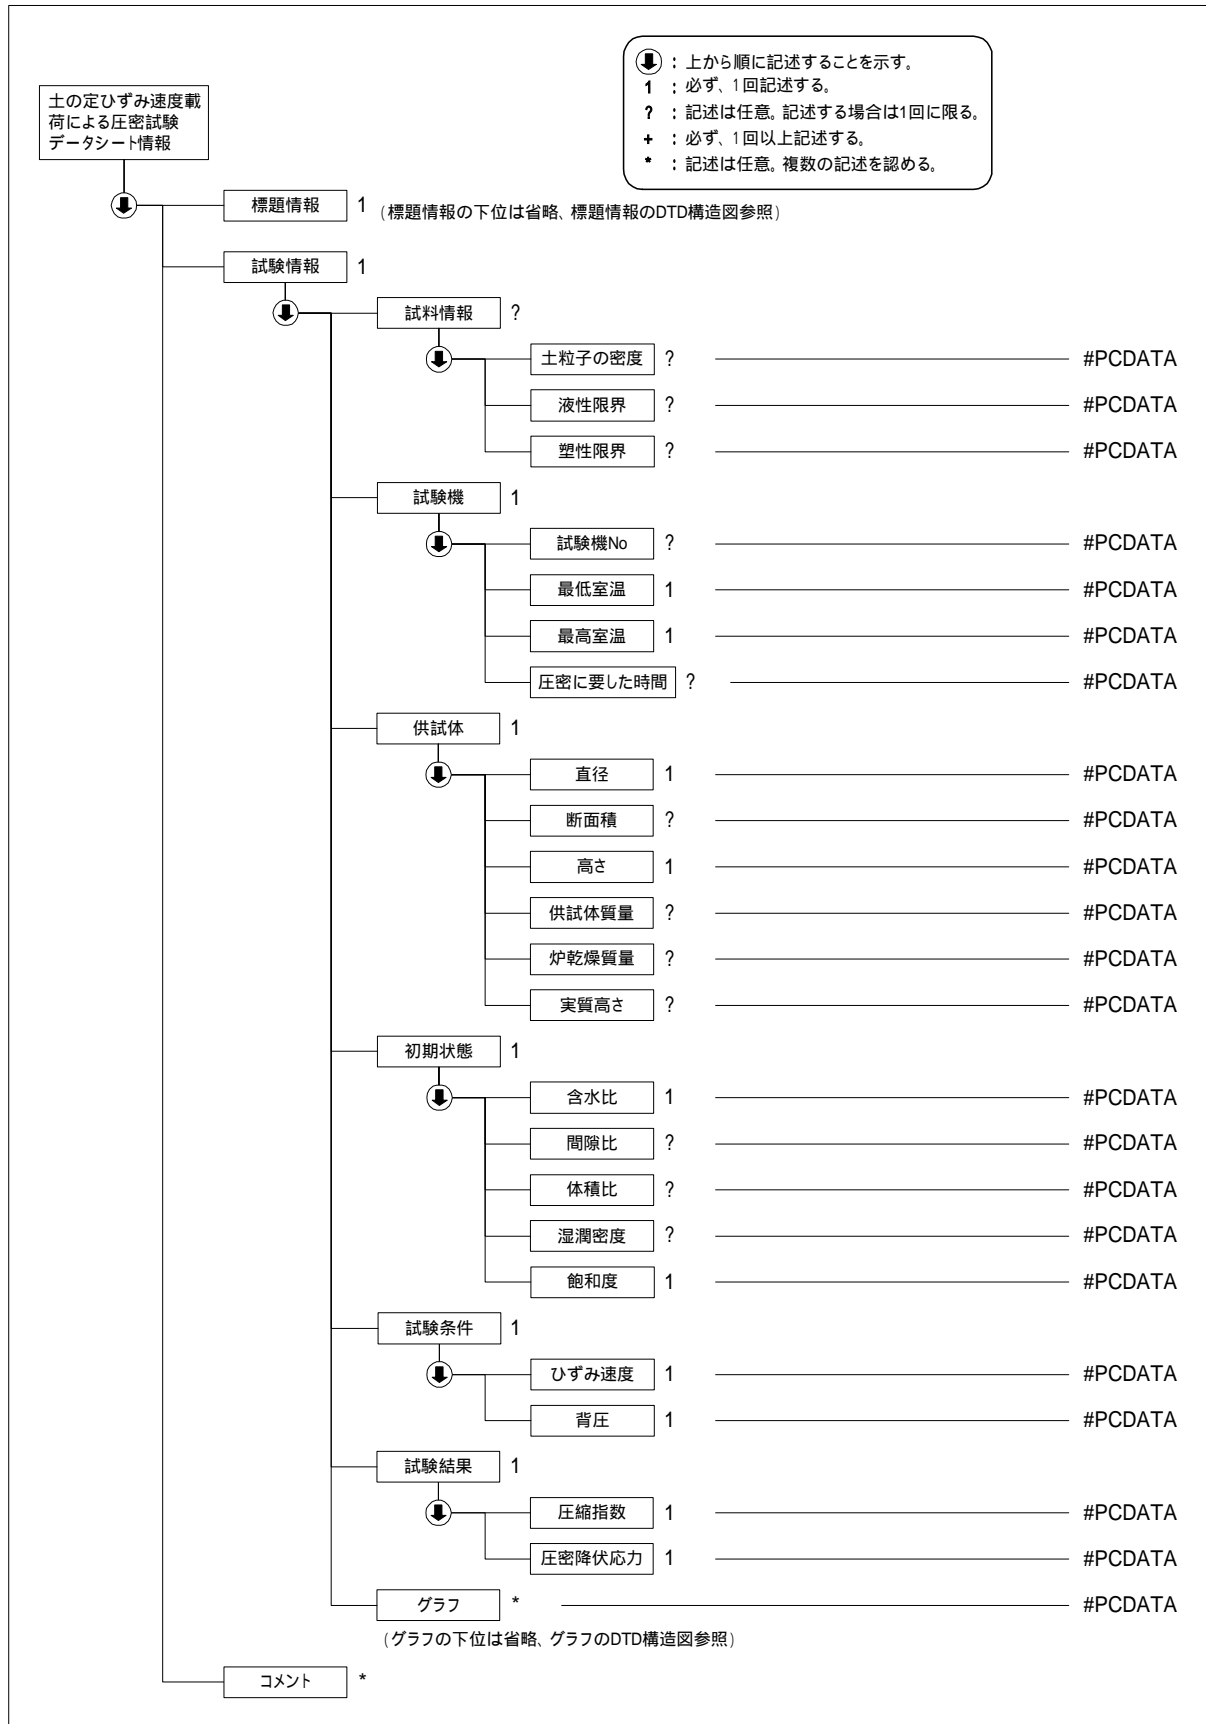 : 上から順に記述することを示す。
1 : 必ず、1回記述する。
? : 記述は任意。記述する場合は1回に限る。
+ : 必ず、1回以上記述する。
* : 記述は任意。複数の記述を認める。
土の定ひずみ速度載
荷による圧密試験
データシート情報
標題情報 1 (標題情報の下位は省略、標題情報のDTD構造図参照)
試験情報 1
試料情報 ?
土粒子の密度 ? #PCDATA
液性限界 ? #PCDATA
塑性限界 ? #PCDATA
試験機 1
試験機No ? #PCDATA
最低室温 1 #PCDATA
最高室温 1 #PCDATA
圧密に要した時間 ? #PCDATA
供試体 1
直径 1 #PCDATA
断面積 ? #PCDATA
高さ 1 #PCDATA
供試体質量 ? #PCDATA
炉乾燥質量 ? #PCDATA
実質高さ ? #PCDATA
初期状態 1
含水比 1 #PCDATA
間隙比 ? #PCDATA
体積比 ? #PCDATA
湿潤密度 ? #PCDATA
飽和度 1 #PCDATA
試験条件 1
ひずみ速度 1 #PCDATA
背圧 1 #PCDATA
試験結果 1
圧縮指数 1 #PCDATA
圧密降伏応力 1 #PCDATA
グラフ * #PCDATA
(グラフの下位は省略、グラフのDTD構造図参照)
コメント *